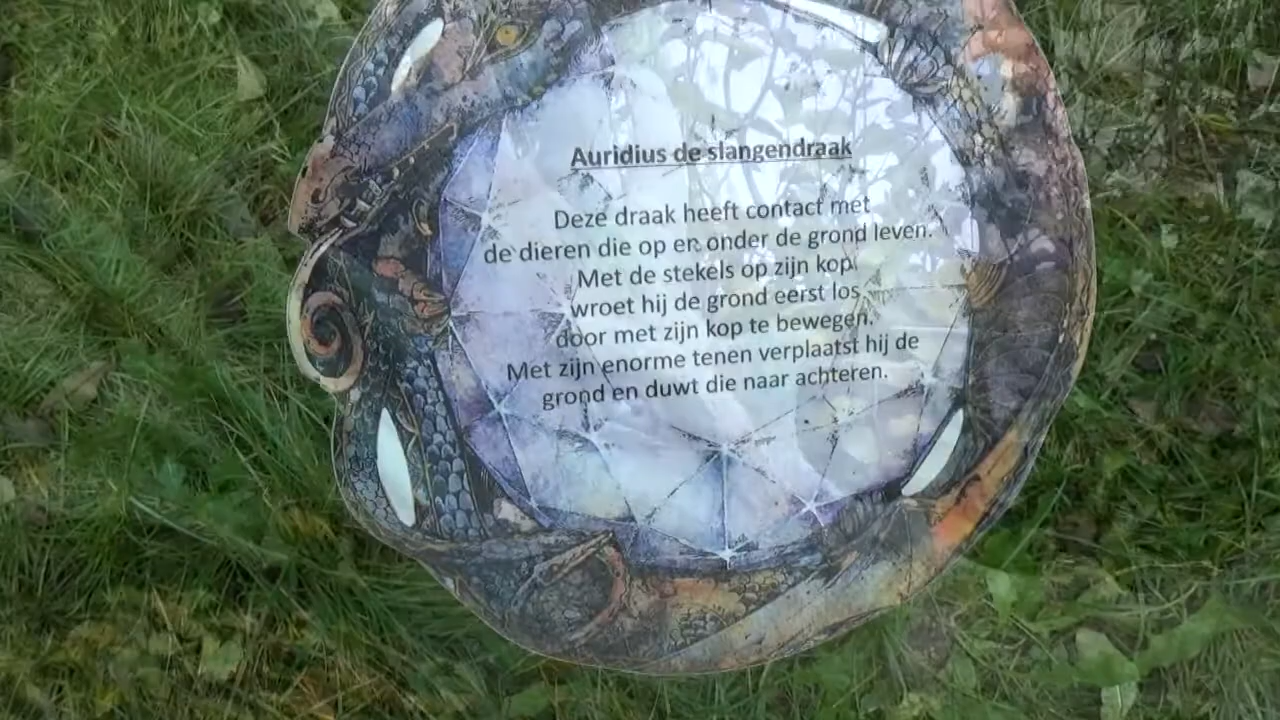 Auridius de slangendraak
Deze draak heeft contact met
de dieren die op en onder de grond leven.
Met de stekels op zijn kop
wroet hij de grond eerst los
door met zijn kop te bewegen.
Met zijn enorme tenen verplaatst hij de
grond en duwt die naar achteren.